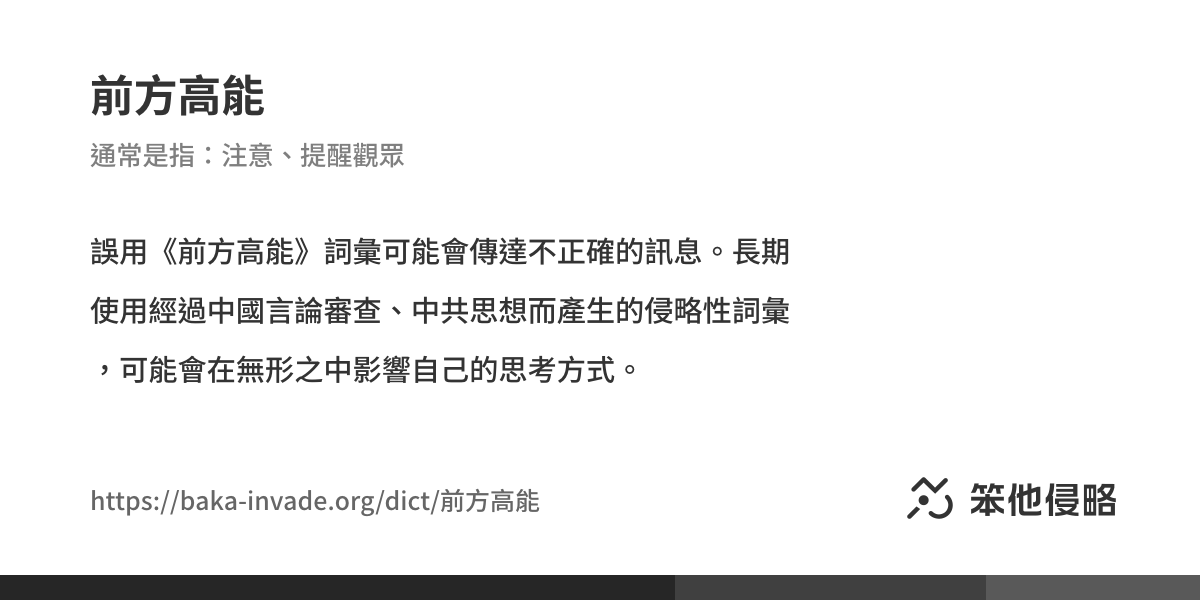 前方高能
通常是指：注意、提醒觀眾
誤用《前方高能》詞彙可能會傳達不正確的訊息。長期
使用經過中國言論審查、中共思想而產生的侵略性詞彙
，可能會在無形之中影響自己的思考方式。
https://baka-invade.org/dict/前方高能
笨他侵略